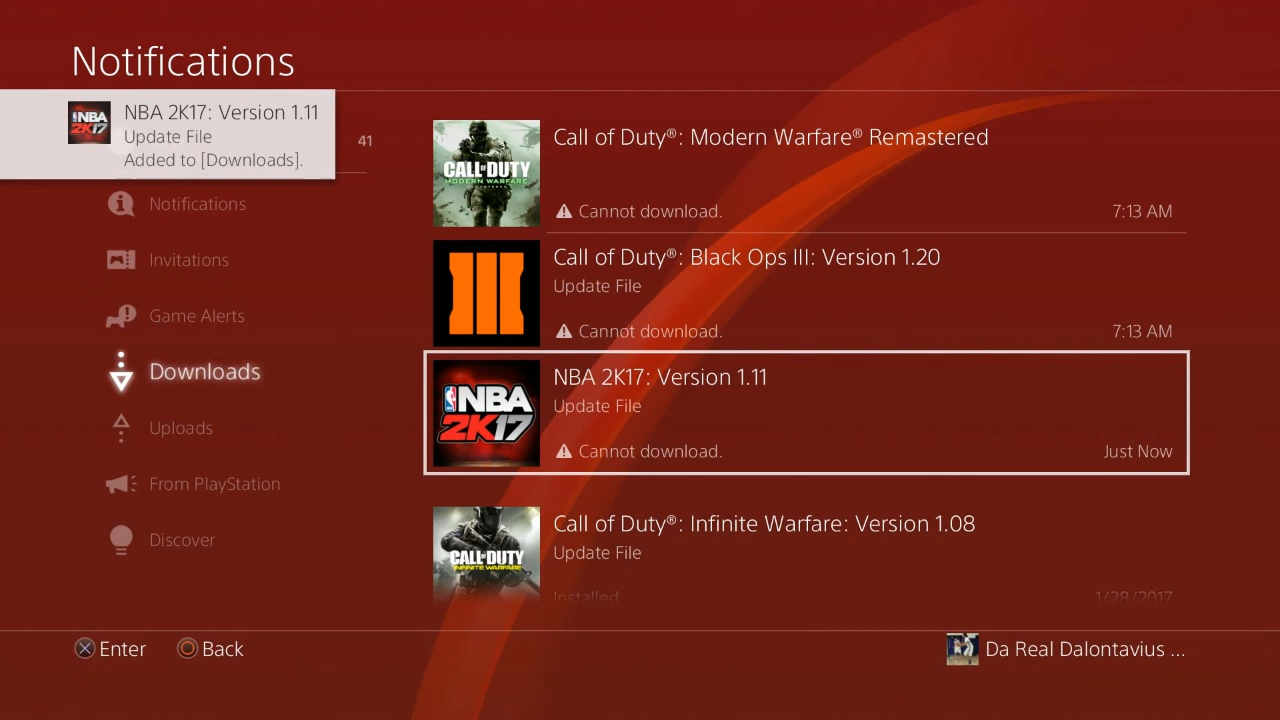 Notifications
NBA 2K17: Version 1.11
Update File
Added to [Downloads].
41
Notifications
Invitations
Game Alerts
Downloads
Uploads
From PlayStation
Discover
CALL OF DUTY
MODERN WARFARE
Call of Duty®: Modern Warfare® Remastered
Cannot download.
7:13 AM
Call of Duty®: Black Ops III: Version 1.20
Update File
Cannot download.
7:13 AM
NBA
2K17
NBA 2K17: Version 1.11
Update File
Cannot download.
Just Now
CALL OF DUTY
INFINITE WARFARE
Call of Duty®: Infinite Warfare: Version 1.08
Update File
Installed.
1/28/2017
Enter
Back
Da Real Dalontavius ...